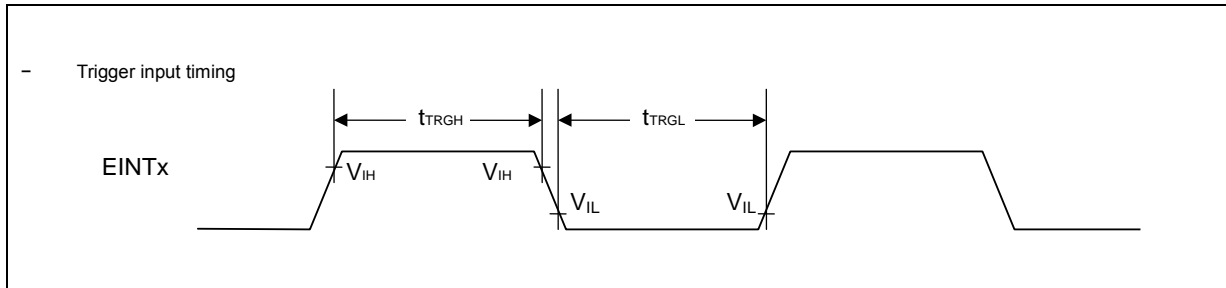 - Trigger input timing
tTRGH
tTRGL
EINTx
VIH
VIH
VIL
VIL